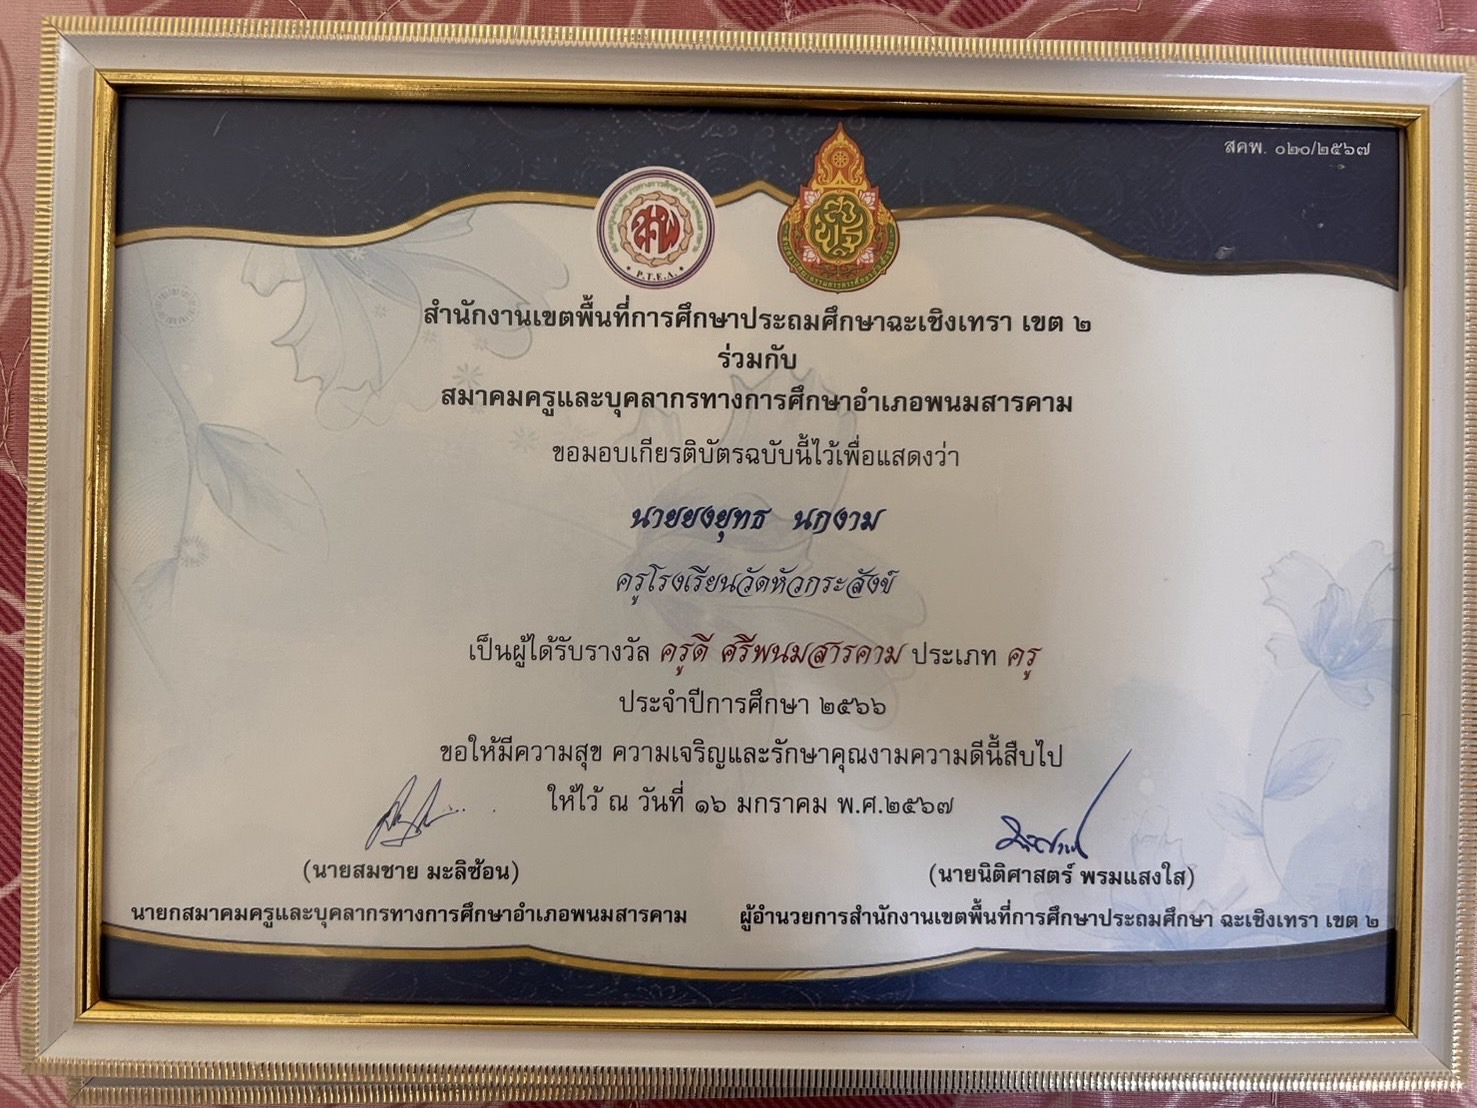 สคพ. ๐๒๐/๒๕๖๗
สพ
P.T.E.A.
สำนักงานเขตพื้นที่การศึกษาประถมศึกษาฉะเชิงเทรา เขต ๒
ร่วมกับ
สมาคมครูและบุคลากรทางการศึกษาอำเภอพนมสารคาม
ขอมอบเกียรติบัตรฉบับนี้ไว้เพื่อแสดงว่า
นายยงยุทธ นกงาม
ครูโรงเรียนวัดหัวกระสังข์
เป็นผู้ได้รับรางวัล ครูดี ศรีพนมสารคาม ประเภท ครู
ประจำปีการศึกษา ๒๕๖๖
ขอให้มีความสุข ความเจริญและรักษาคุณงามความดีนี้สืบไป
ให้ไว้ ณ วันที่ ๑๖ มกราคม พ.ศ.๒๕๖๗
(นายสมชาย มะลิซ้อน)
นายกสมาคมครูและบุคลากรทางการศึกษาอำเภอพนมสารคาม
(นายนิติศาสตร์ พรมแสงใส)
ผู้อำนวยการสำนักงานเขตพื้นที่การศึกษาประถมศึกษา ฉะเชิงเทรา เขต ๒